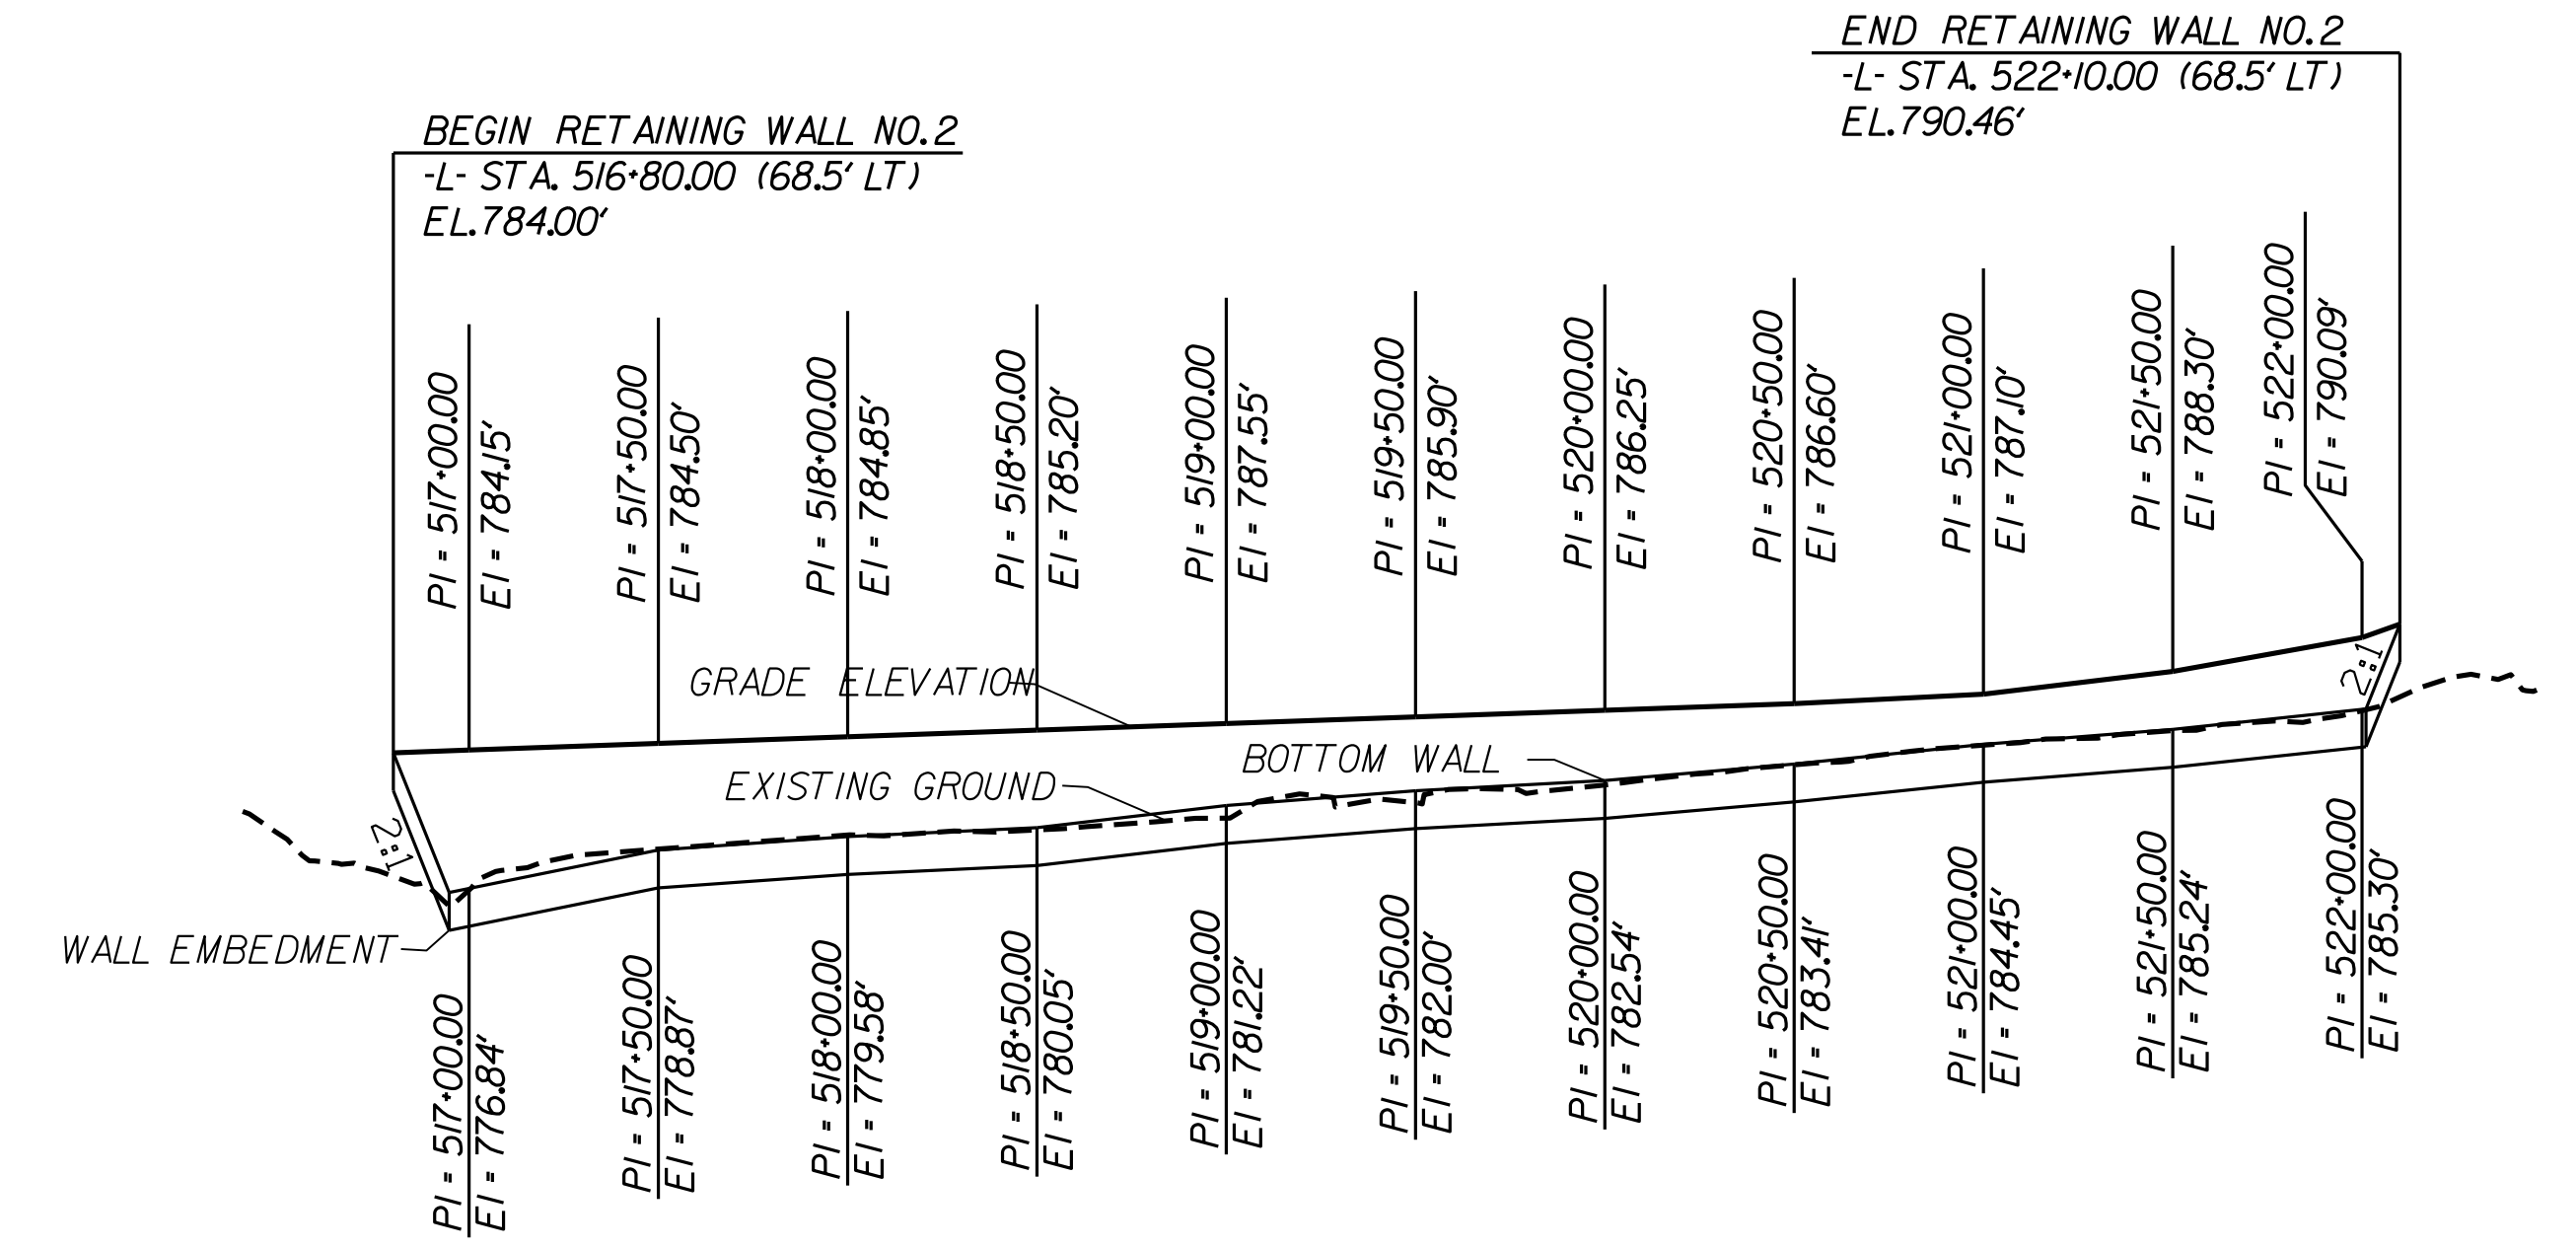 END RETAINING WALL NO. 2
-L- STA. 522+10.00 (68.5' LT)
EL. 790.46'
BEGIN RETAINING WALL NO. 2
-L- STA. 516+80.00 (68.5' LT)
EL. 784.00'
PI = 517+00.00
El = 784.15'
PI = 517+50.00
El = 784.50'
PI = 518+00.00
El = 784.85'
PI = 518+50.00
El = 785.20'
PI = 519+00.00
El = 787.55'
PI = 519+50.00
El = 785.90'
PI = 520+00.00
El = 786.25'
PI = 520+50.00
El = 786.60'
PI = 521+00.00
El = 787.10'
PI = 521+50.00
El = 788.30'
PI = 522+00.00
El = 790.09'
GRADE ELEVATION
2:1
BOTTOM WALL
EXISTING GROUND
2:1
WALL EMBEDMENT
PI = 517+00.00
El = 776.84'
PI = 517+50.00
El = 778.87'
PI = 518+00.00
El = 779.58'
PI = 518+50.00
El = 780.05'
PI = 519+00.00
El = 781.22'
PI = 519+50.00
El = 782.00'
PI = 520+00.00
El = 782.54'
PI = 520+50.00
El = 783.41'
PI = 521+00.00
El = 784.45'
PI = 521+50.00
El = 785.24'
PI = 522+00.00
El = 785.30'